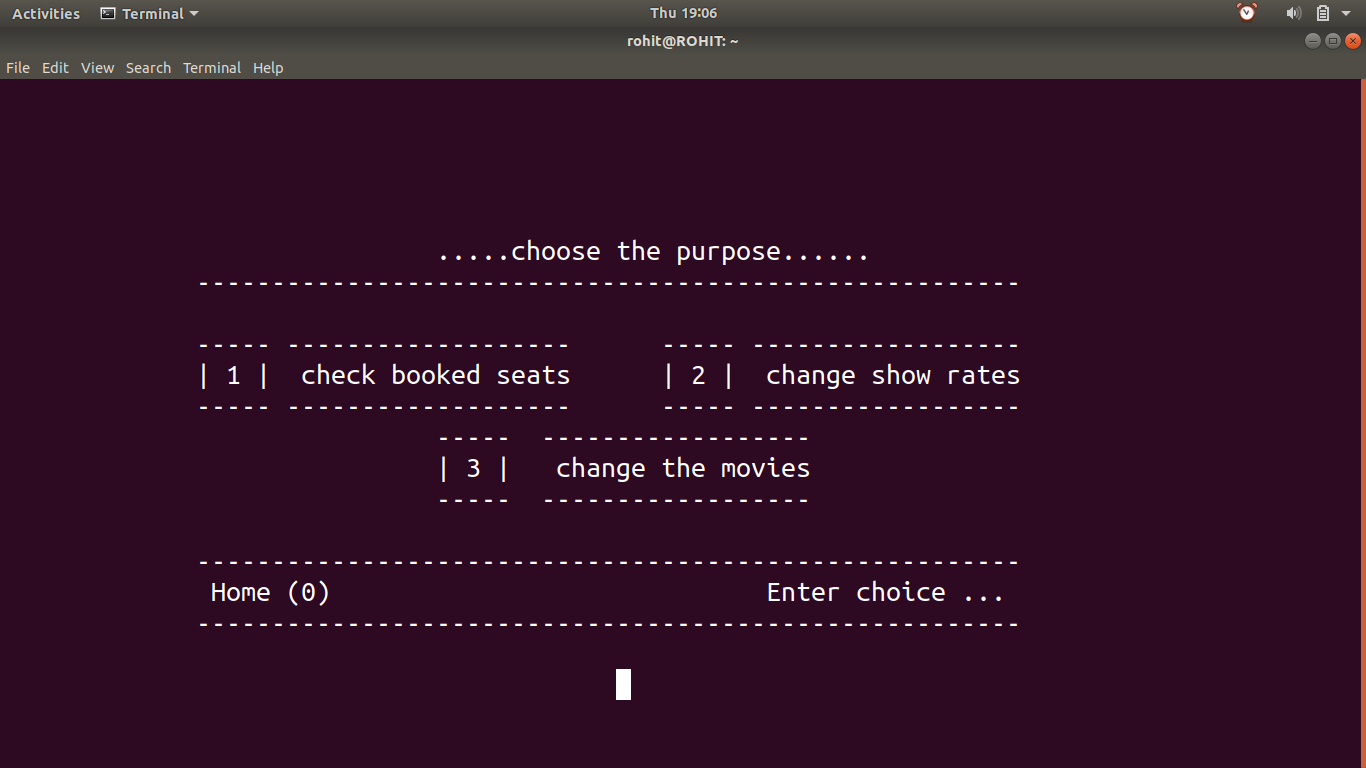 Activities Terminal Thu 19:06
rohit@ROHIT: ~
File Edit View Search Terminal Help
.....choose the purpose......
-------------------------------------------------------
----- -------------------      ----- ------------------
| 1 |  check booked seats      | 2 |  change show rates
----- -------------------      ----- ------------------
-----  ------------------
| 3 |   change the movies
-----  ------------------
-------------------------------------------------------
Home (0)                             Enter choice ...
-------------------------------------------------------